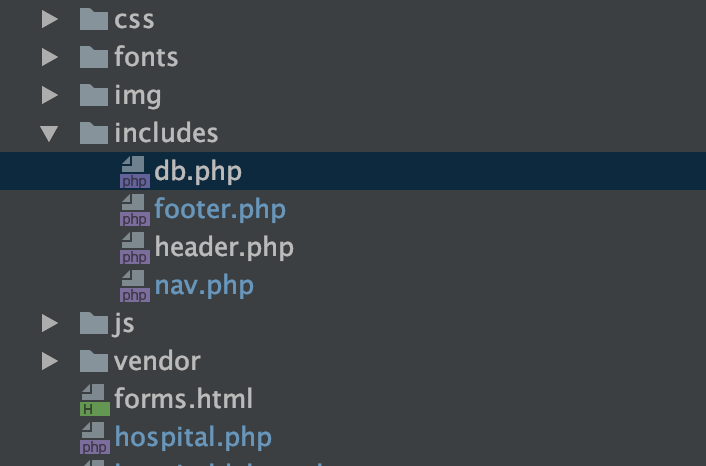 css
fonts
img
includes
php db.php
php footer.php
php header.php
php nav.php
js
vendor
H forms.html
php hospital.php